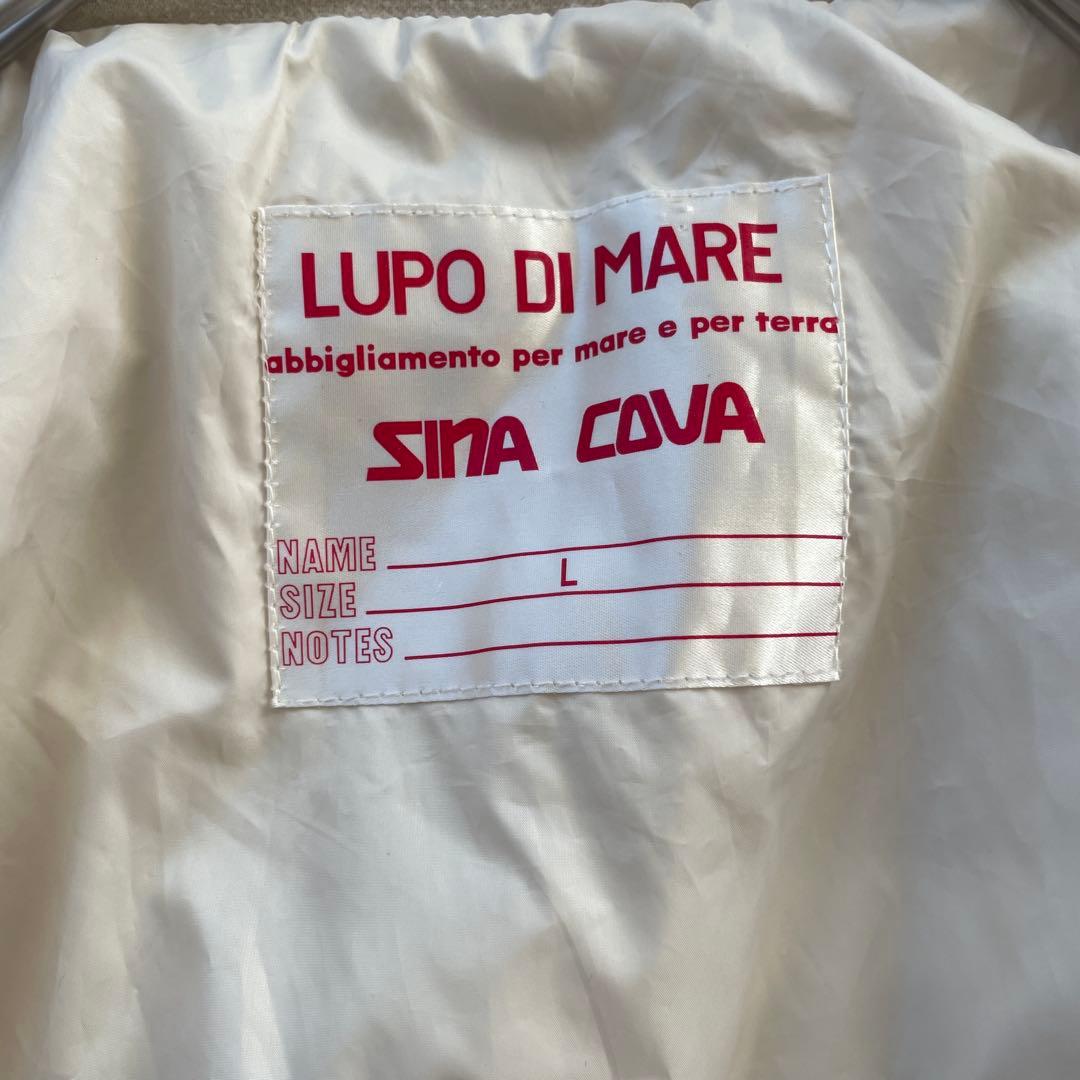 LUPO DI MARE
abbigliamento per mare e per terra
SINA COVA
NAME
SIZE L
NOTES